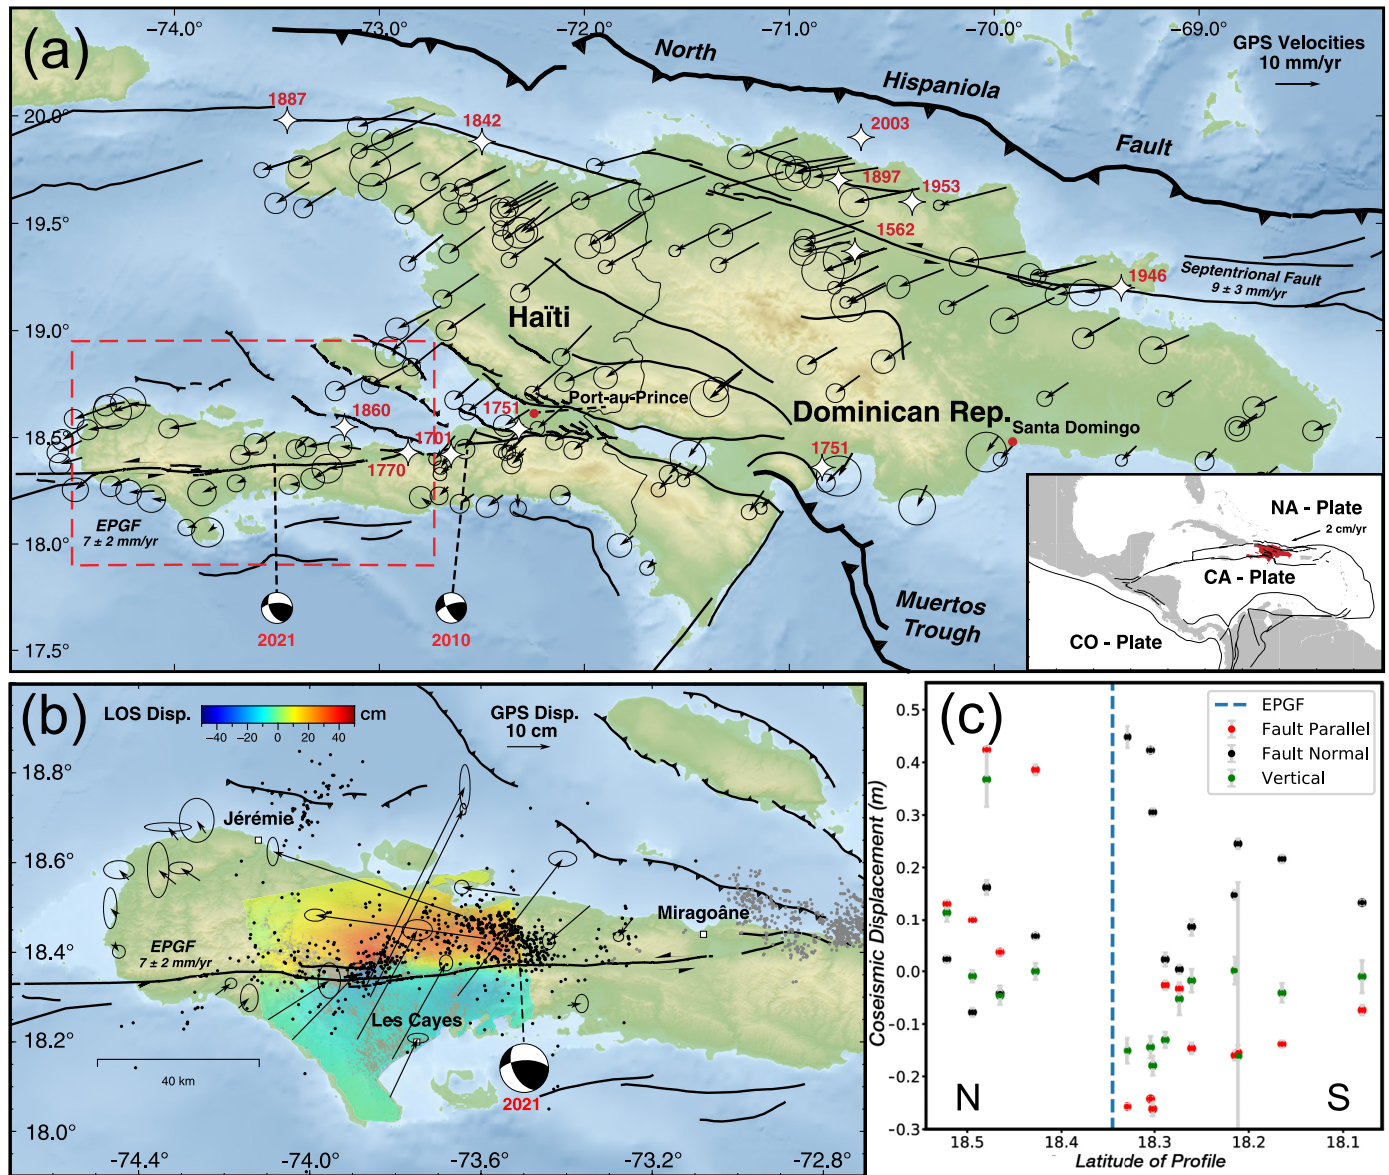 (a)
−74.0°
−73.0°
−72.0°
−71.0°
−70.0°
−69.0°
20.0°
19.5°
19.0°
18.5°
18.0°
17.5°
North
Hispaniola
Fault
GPS Velocities
10 mm/yr
1887
1842
2003
1897
1953
1562
1946
Septentrional Fault
9 ± 3 mm/yr
Haïti
Port-au-Prince
Dominican Rep.
Santa Domingo
1860
1701
1751
1770
1751
EPGF
7 ± 2 mm/yr
2021
2010
Muertos
Trough
NA - Plate
2 cm/yr
CA - Plate
CO - Plate
(b)
LOS Disp.
cm
−40
−20
0
20
40
GPS Disp.
10 cm
18.8°
18.6°
18.4°
18.2°
18.0°
Jérémie
Miragoâne
EPGF
7 ± 2 mm/yr
Les Cayes
40 km
2021
−74.4°
−74.0°
−73.6°
−73.2°
−72.8°
(c)
EPGF
Fault Parallel
Fault Normal
Vertical
Coseismic Displacement (m)
0.5
0.4
0.3
0.2
0.1
0.0
-0.1
-0.2
-0.3
N
S
18.5
18.4
18.3
18.2
18.1
Latitude of Profile